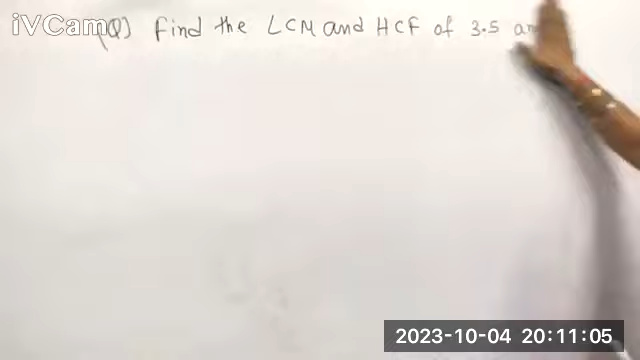 iVCam
(Q) Find the LCM and HCF of 3.5
2023-10-04 20:11:05